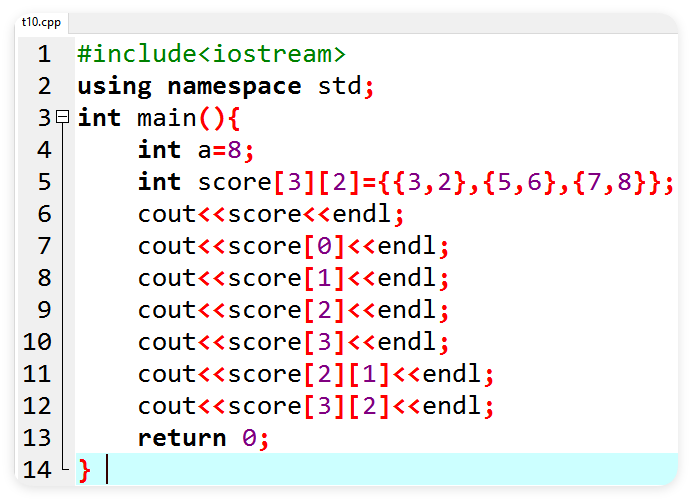 t10.cpp
1 #include<iostream>
2 using namespace std;
3 int main(){
4     int a=8;
5     int score[3][2]={{3,2},{5,6},{7,8}};
6     cout<<score<<endl;
7     cout<<score[0]<<endl;
8     cout<<score[1]<<endl;
9     cout<<score[2]<<endl;
10     cout<<score[3]<<endl;
11     cout<<score[2][1]<<endl;
12     cout<<score[3][2]<<endl;
13     return 0;
14 }